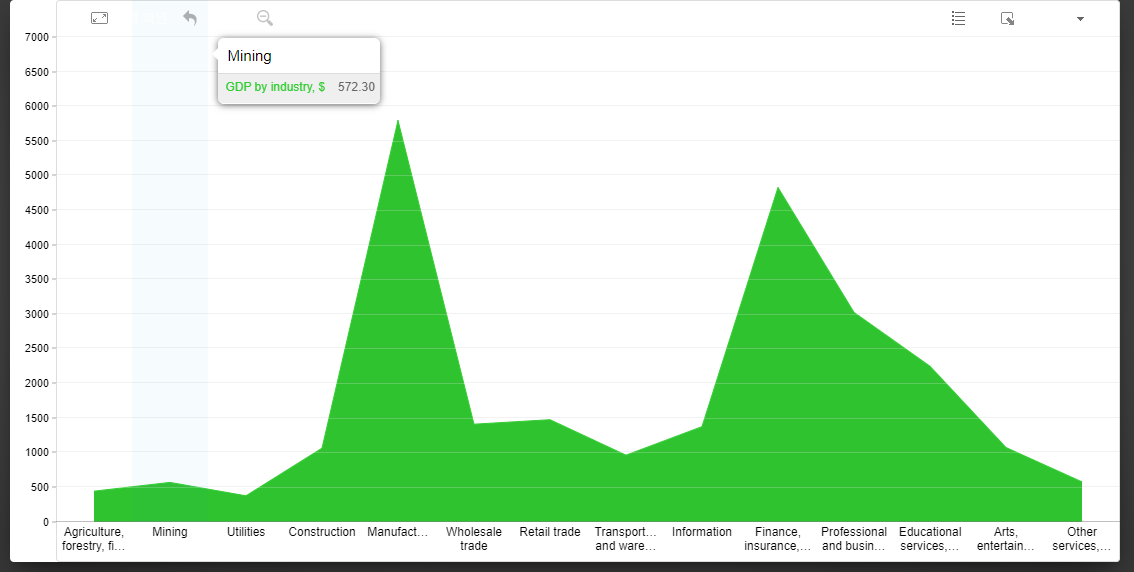 Mining
GDP by industry, $ 572.30
7000
6500
6000
5500
5000
4500
4000
3500
3000
2500
2000
1500
1000
500
0
Agriculture,
forestry, fi...
Mining
Utilities
Construction
Manufact...
Wholesale
trade
Retail trade
Transport...
and ware...
Information
Finance,
insurance,...
Professional
and busin...
Educational
services,...
Arts,
entertain...
Other
services,...